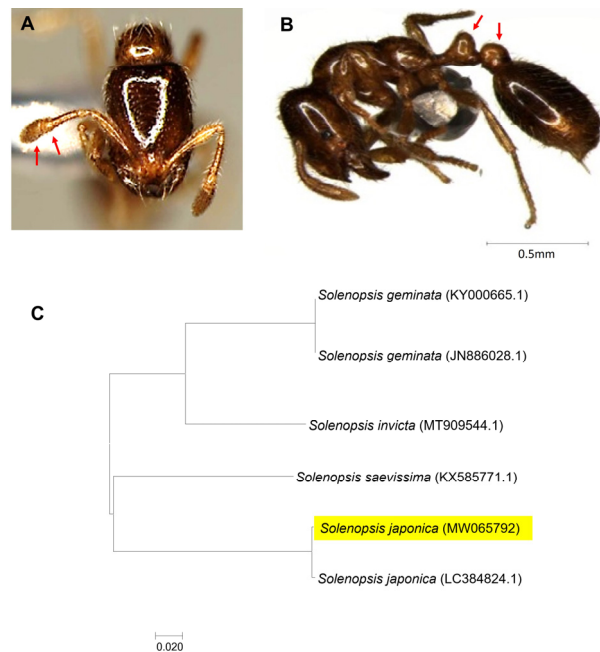 A
B
0.5mm
C
Solenopsis geminata (KY000665.1)
Solenopsis geminata (JN886028.1)
Solenopsis invicta (MT909544.1)
Solenopsis saevissima (KX585771.1)
Solenopsis japonica (MW065792)
Solenopsis japonica (LC384824.1)
0.020